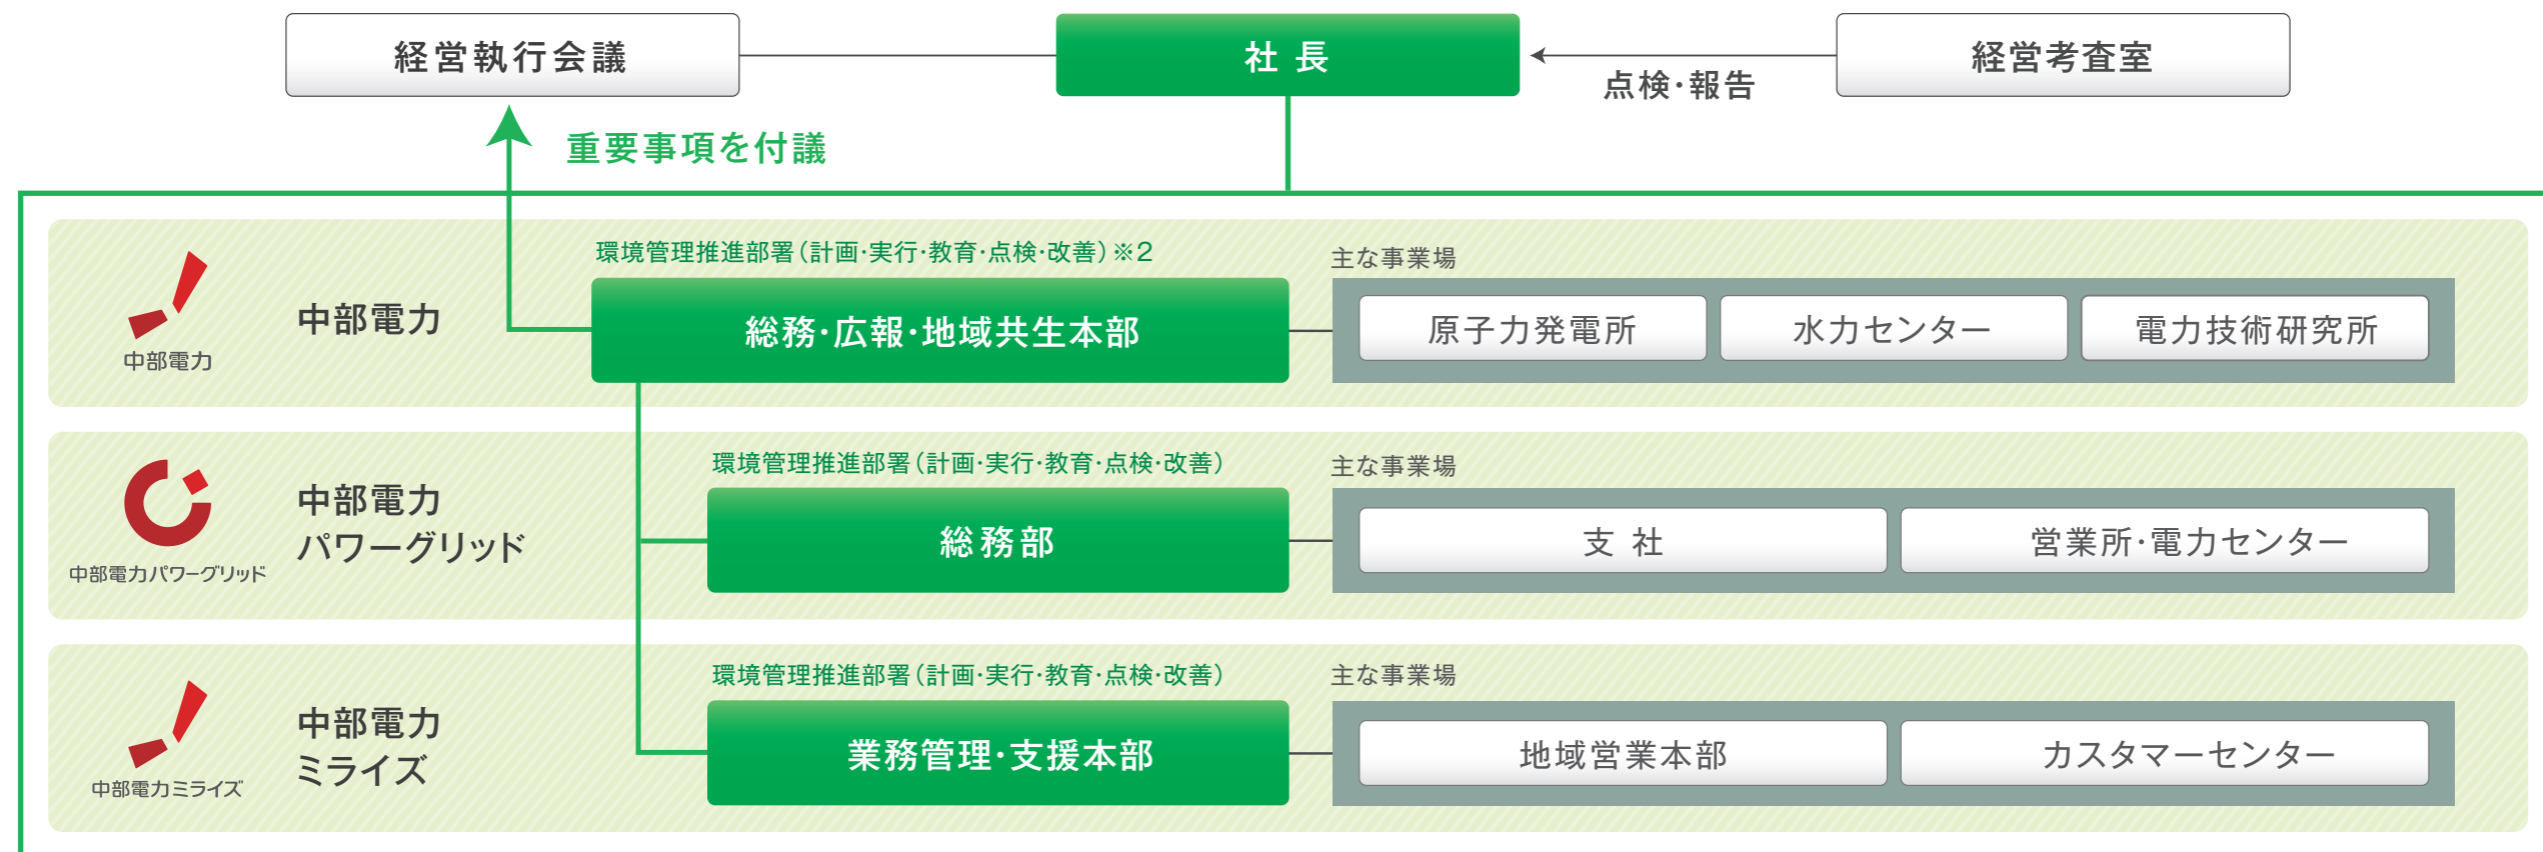 経営執行会議
社 長
経営考査室
点検・報告
重要事項を付議
環境管理推進部署（計画・実行・教育・点検・改善）※2
主な事業場
中部電力
中部電力
総務・広報・地域共生本部
原子力発電所
水力センター
電力技術研究所
環境管理推進部署（計画・実行・教育・点検・改善）
主な事業場
中部電力パワーグリッド
中部電力
パワーグリッド
総務部
支 社
営業所・電力センター
環境管理推進部署（計画・実行・教育・点検・改善）
主な事業場
中部電力ミライズ
中部電力
ミライズ
業務管理・支援本部
地域営業本部
カスタマーセンター